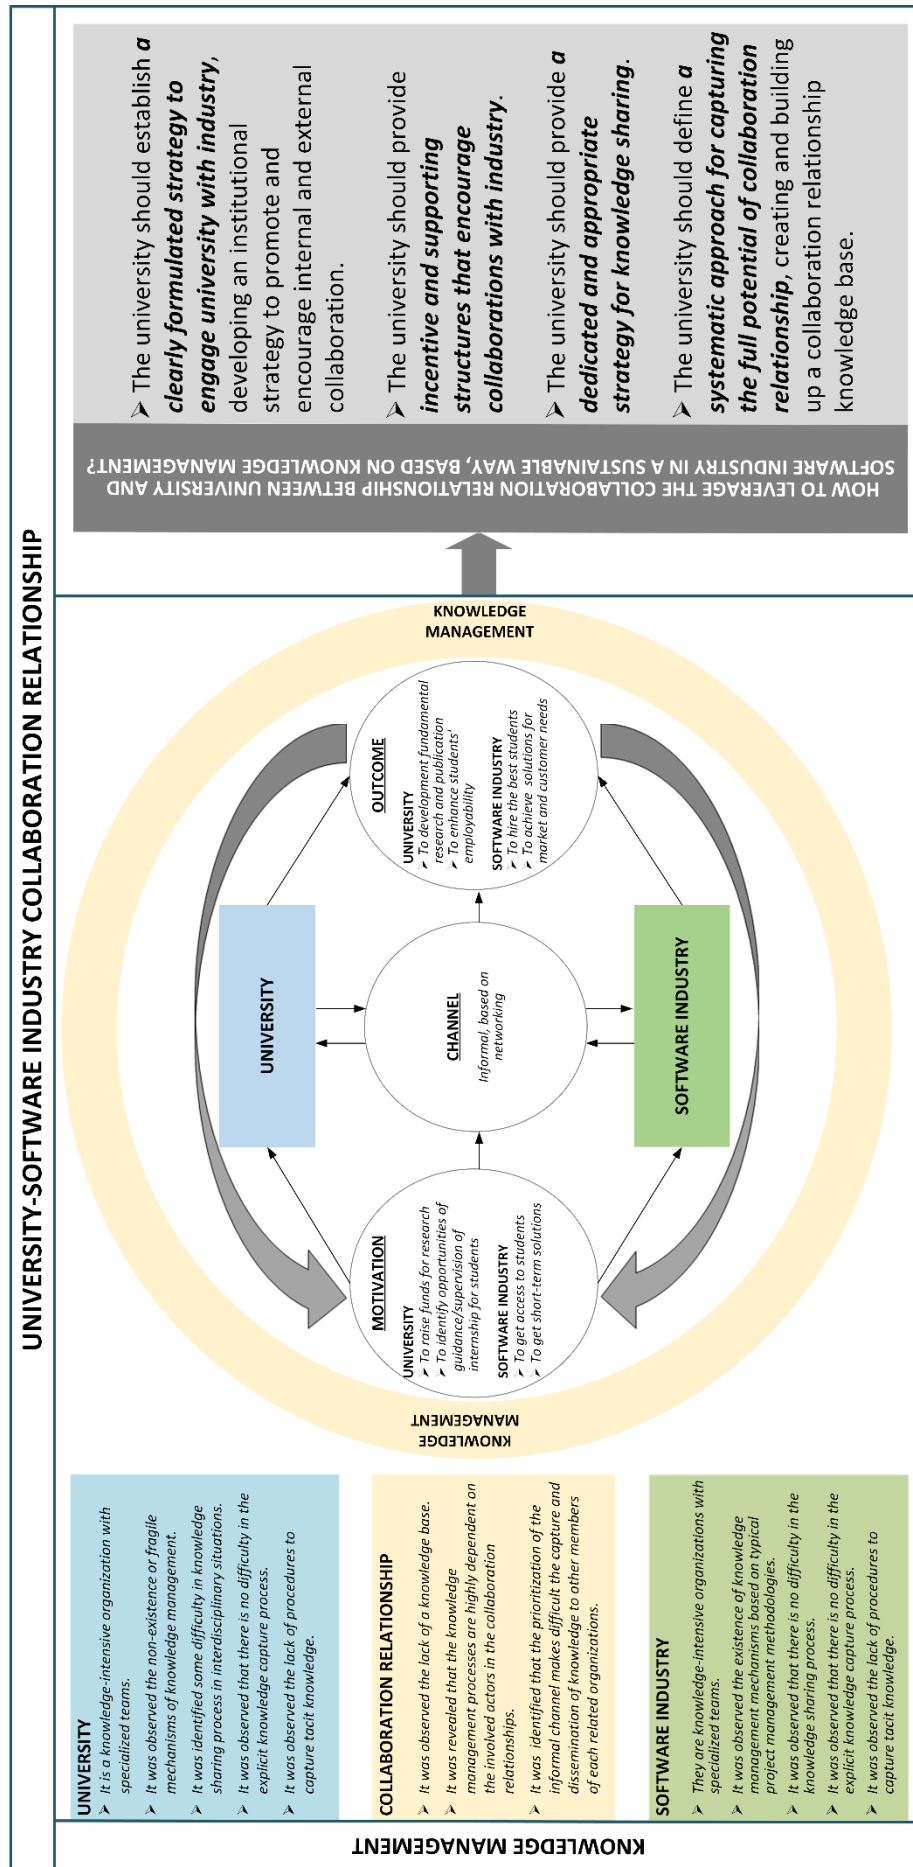 UNIVERSITY-SOFTWARE INDUSTRY COLLABORATION RELATIONSHIP
KNOWLEDGE MANAGEMENT
UNIVERSITY
➢ It is a knowledge-intensive organization with
specialized teams.
➢ It was observed the non-existence or fragile
mechanisms of knowledge management.
➢ It was identified some difficulty in knowledge
sharing process in interdisciplinary situations.
➢ It was observed that there is no difficulty in the
explicit knowledge capture process.
➢ It was observed the lack of procedures to
capture tacit knowledge.
COLLABORATION RELATIONSHIP
➢ It was observed the lack of a knowledge base.
➢ It was revealed that the knowledge
management processes are highly dependent on
the involved actors in the collaboration
relationships.
➢ It was identified that the prioritization of the
informal channel makes difficult the capture and
dissemination of knowledge to other members
of each related organizations.
SOFTWARE INDUSTRY
➢ They are knowledge-intensive organizations with
specialized teams.
➢ It was observed the existence of knowledge
management mechanisms based on typical
project management methodologies.
➢ It was observed that there is no difficulty in the
knowledge sharing process.
➢ It was observed that there is no difficulty in the
explicit knowledge capture process.
➢ It was observed the lack of procedures to
capture tacit knowledge.
KNOWLEDGE
MANAGEMENT
MOTIVATION
UNIVERSITY
➢ To raise funds for research
➢ To identify opportunities of
guidance/supervision of
internship for students
SOFTWARE INDUSTRY
➢ To get access to students
➢ To get short-term solutions
UNIVERSITY
CHANNEL
Informal, based on
networking
SOFTWARE INDUSTRY
OUTCOME
UNIVERSITY
➢ To development fundamental
research and publication
➢ To enhance students'
employability
SOFTWARE INDUSTRY
➢ To hire the best students
➢ To achieve solutions for
market and customer needs
KNOWLEDGE
MANAGEMENT
HOW TO LEVERAGE THE COLLABORATION RELATIONSHIP BETWEEN UNIVERSITY AND
SOFTWARE INDUSTRY IN A SUSTAINABLE WAY, BASED ON KNOWLEDGE MANAGEMENT?
➢ The university should establish a
clearly formulated strategy to
engage university with industry,
developing an institutional
strategy to promote and
encourage internal and external
collaboration.
➢ The university should provide
incentive and supporting
structures that encourage
collaborations with industry.
➢ The university should provide a
dedicated and appropriate
strategy for knowledge sharing.
➢ The university should define a
systematic approach for capturing
the full potential of collaboration
relationship, creating and building
up a collaboration relationship
knowledge base.